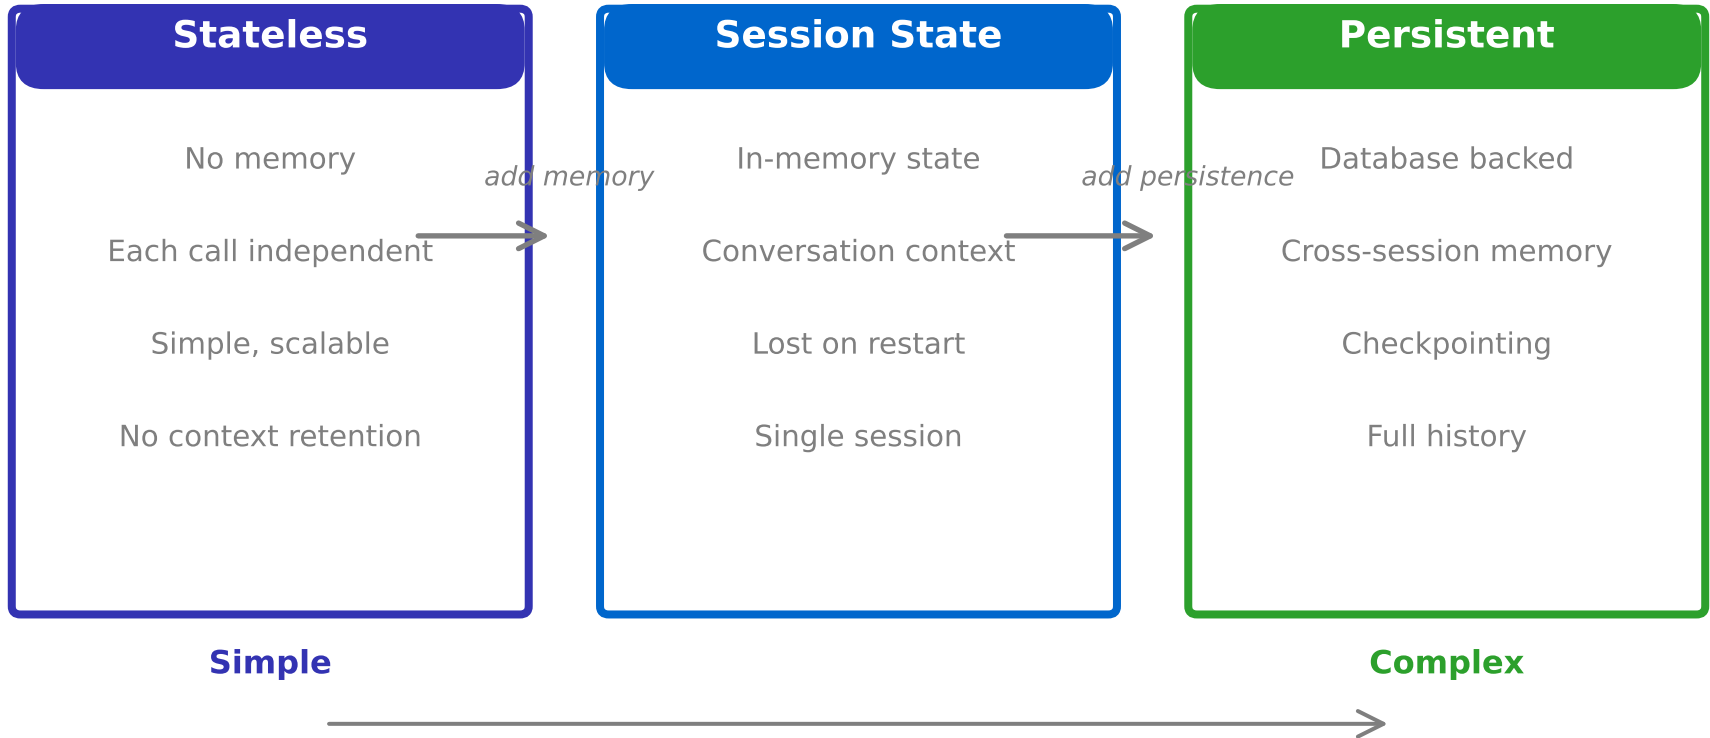 Stateless
No memory
Each call independent
Simple, scalable
No context retention
add memory
Session State
In-memory state
Conversation context
Lost on restart
Single session
add persistence
Persistent
Database backed
Cross-session memory
Checkpointing
Full history
Simple
Complex